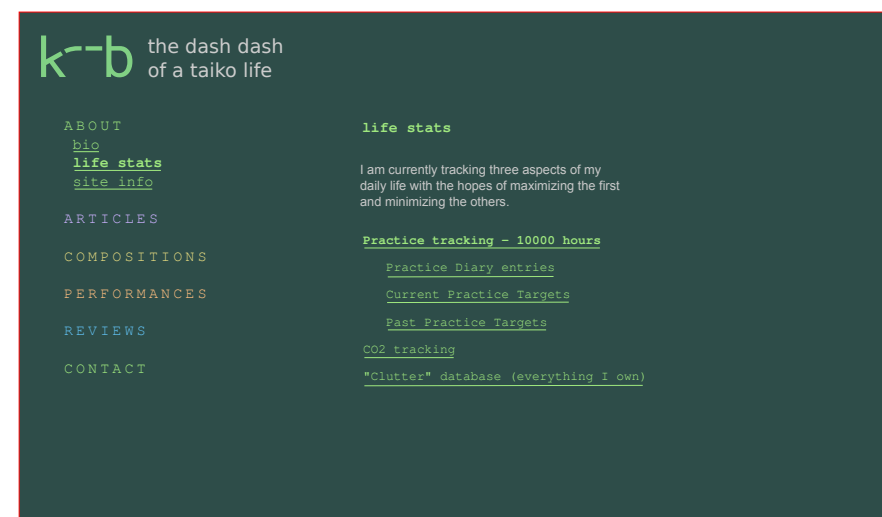 k--b
the dash dash
of a taiko life
ABOUT
bio
life stats
site info
ARTICLES
COMPOSITIONS
PERFORMANCES
REVIEWS
CONTACT
life stats
I am currently tracking three aspects of my
daily life with the hopes of maximizing the first
and minimizing the others.
Practice tracking – 10000 hours
Practice Diary entries
Current Practice Targets
Past Practice Targets
CO2 tracking
"Clutter" database (everything I own)